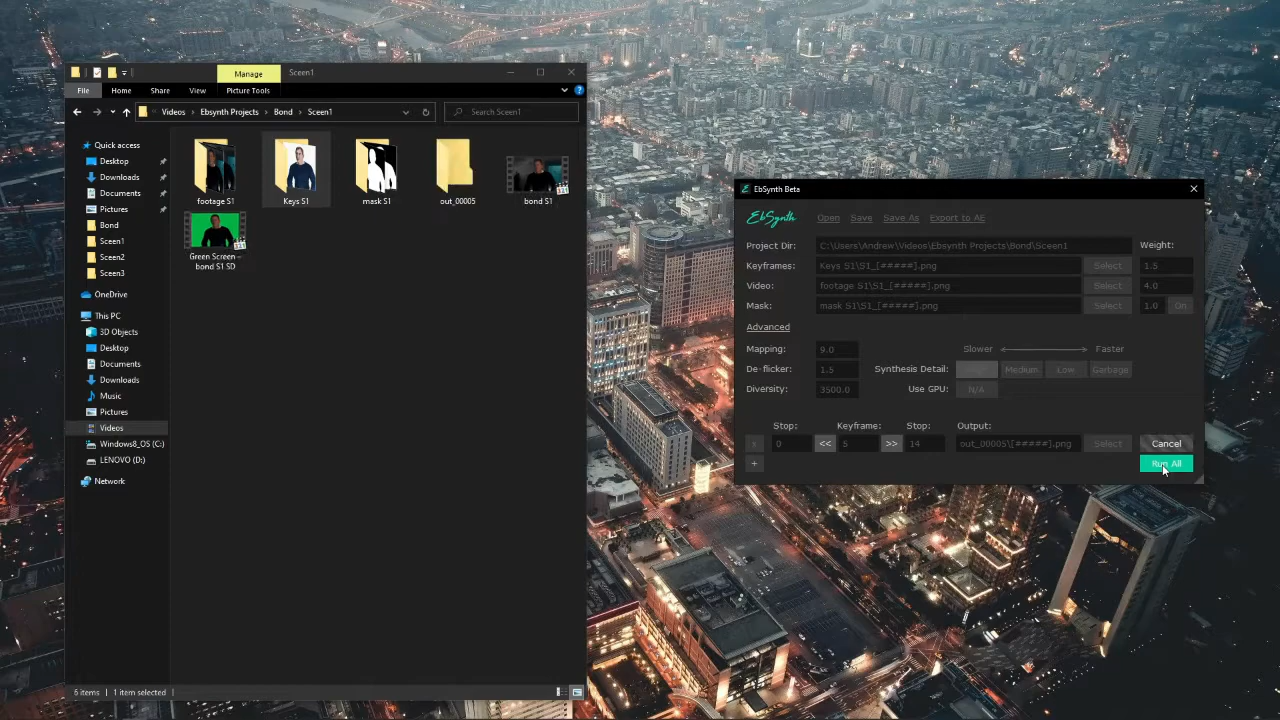 Manage
Sceen1
File
Home
Share
View
Picture Tools
Videos
Ebsynth Projects
Bond
Sceen1
Search Sceen1
Quick access
Desktop
Downloads
Documents
Pictures
Bond
Sceen1
Sceen2
Sceen3
OneDrive
This PC
3D Objects
Desktop
Documents
Downloads
Music
Pictures
Videos
Windows8_OS (C:)
LENOVO (D:)
Network
footage S1
Keys S1
mask S1
out_00005
bond S1
Green Screen -
bond S1 SD
6 items
1 item selected
EbSynth Beta
EbSynth
Open
Save
Save As
Export to AE
Project Dir:
C:\Users\Andrew\Videos\Ebsynth Projects\Bond\Sceen1
Weight:
Keyframes:
Keys S1\S1_[#####].png
Select
1.5
Video:
footage S1\S1_[#####].png
Select
4.0
Mask:
mask S1\S1_[#####].png
Select
1.0
On
Advanced
Mapping:
9.0
Slower
Faster
De-flicker:
1.5
Synthesis Detail:
Medium
Low
Garbage
Diversity:
3500.0
Use GPU:
N/A
Stop:
Keyframe:
Stop:
Output:
0
<<
5
>>
14
out_00005\[#####].png
Select
Cancel
+
Run All